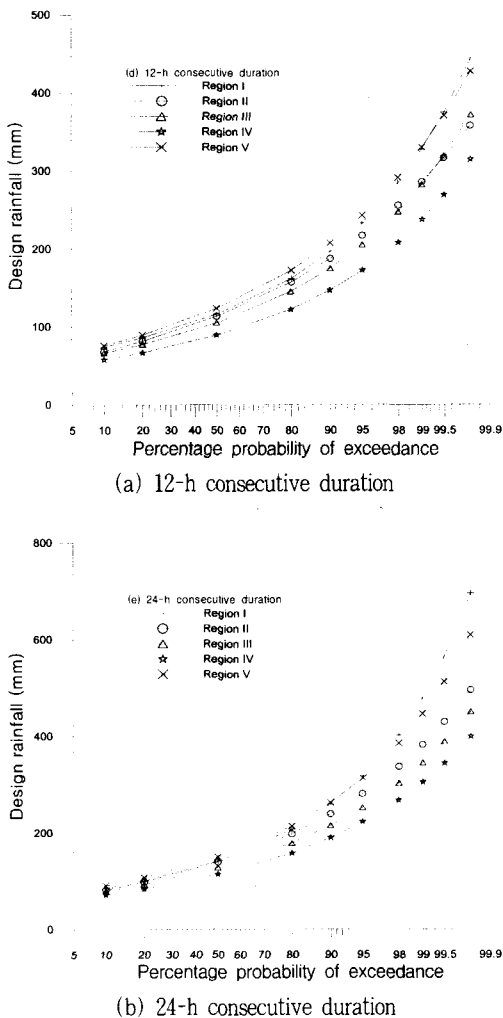 500
400
300
200
100
0
Design rainfall (mm)
(d) 12-h consecutive duration
Region I
Region II
Region III
Region IV
Region V
5 10 20 30 40 50 60 70 80 90 95 98 99 99.5 99.9
Percentage probability of exceedance
(a) 12-h consecutive duration
800
600
400
200
0
Design rainfall (mm)
(e) 24-h consecutive duration
Region I
Region II
Region III
Region IV
Region V
5 10 20 30 40 50 60 70 80 90 95 98 99 99.5 99.9
Percentage probability of exceedance
(b) 24-h consecutive duration